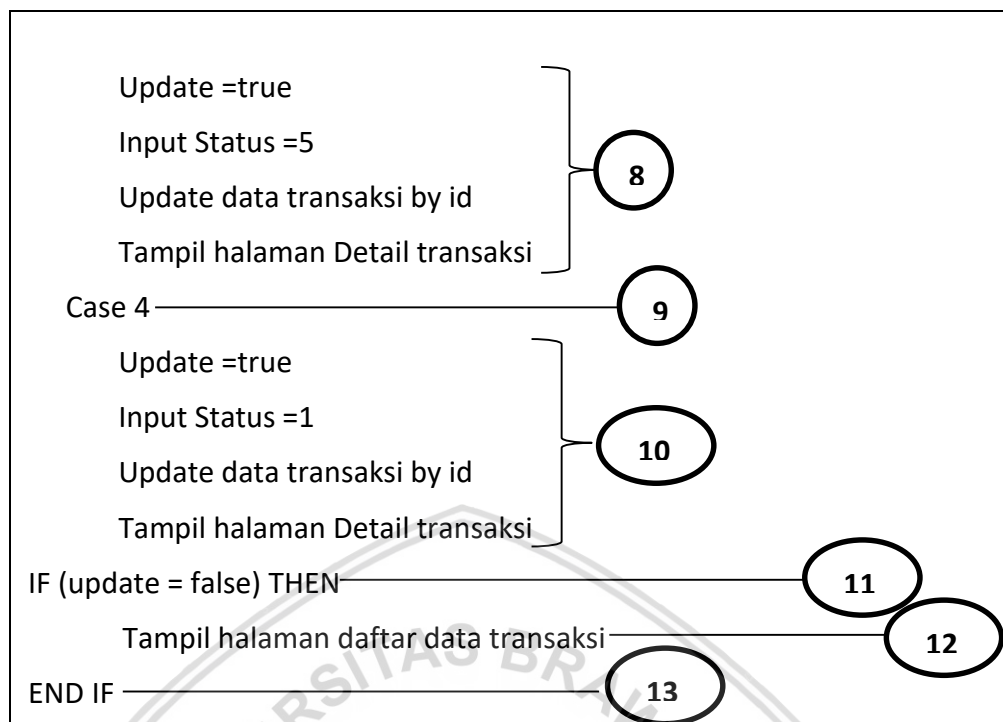 Update =true
Input Status =5
8
Update data transaksi by id
Tampil halaman Detail transaksi
Case 4 9
Update =true
Input Status =1
10
Update data transaksi by id
Tampil halaman Detail transaksi
IF (update = false) THEN 11
Tampil halaman daftar data transaksi 12
END IF 13